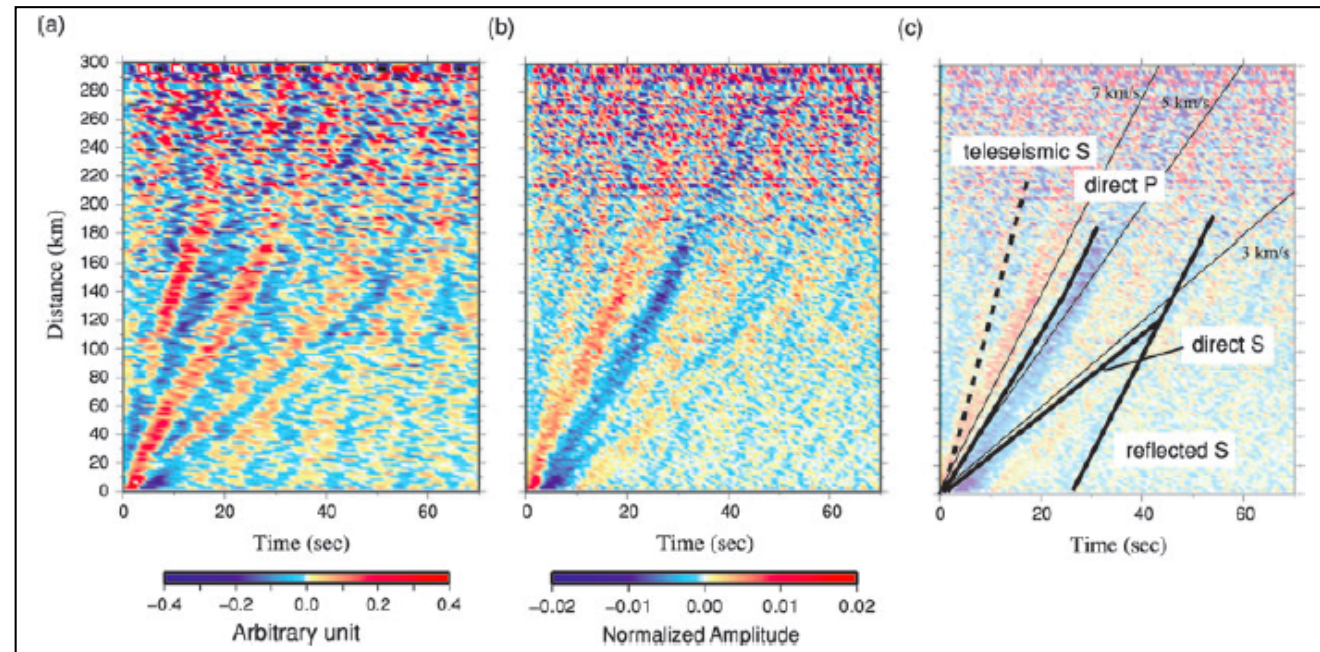 (a)
300
280
260
240
220
200
180
160
140
120
100
80
60
40
20
0
Distance (km)
0 20 40 60
Time (sec)
−0.4 −0.2 0.0 0.2 0.4
Arbitrary unit
(b)
0 20 40 60
Time (sec)
−0.02 −0.01 0.00 0.01 0.02
Normalized Amplitude
(c)
7 km/s
5 km/s
teleseismic S
direct P
3 km/s
direct S
reflected S
0 20 40 60
Time (sec)